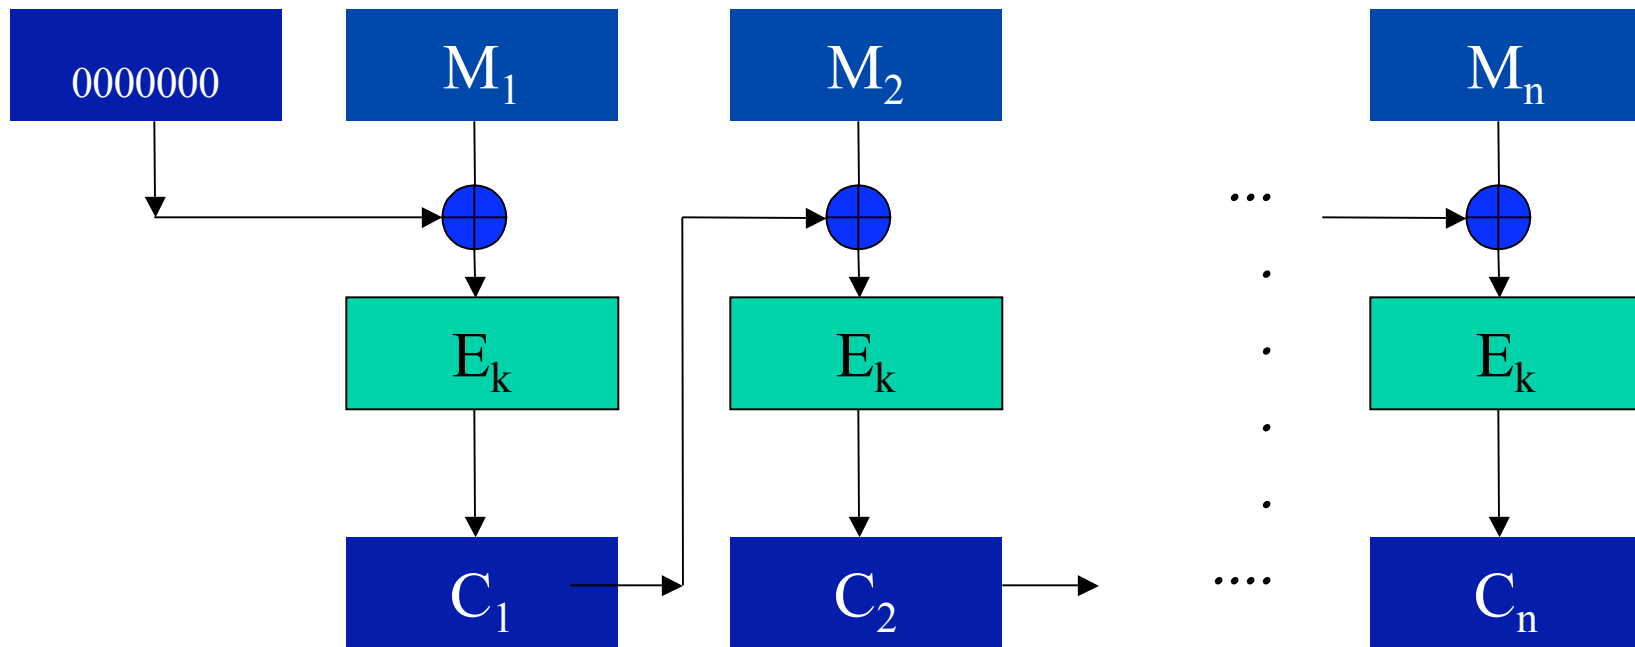 0000000 M₁ M₂ Mₙ
...
Eₖ Eₖ Eₖ
C₁ C₂ .... Cₙ